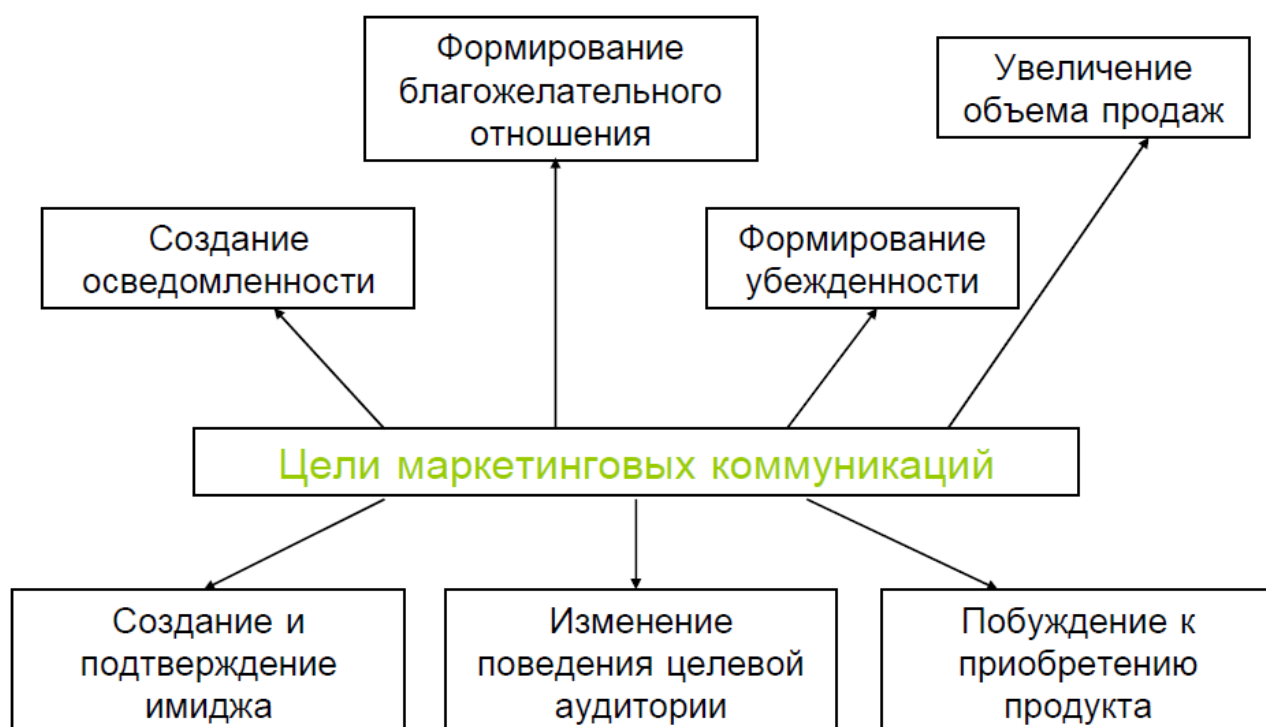 Формирование
благожелательного
отношения
Увеличение
объема продаж
Создание
осведомленности
Формирование
убежденности
Цели маркетинговых коммуникаций
Создание и
подтверждение
имиджа
Изменение
поведения целевой
аудитории
Побуждение к
приобретению
продукта